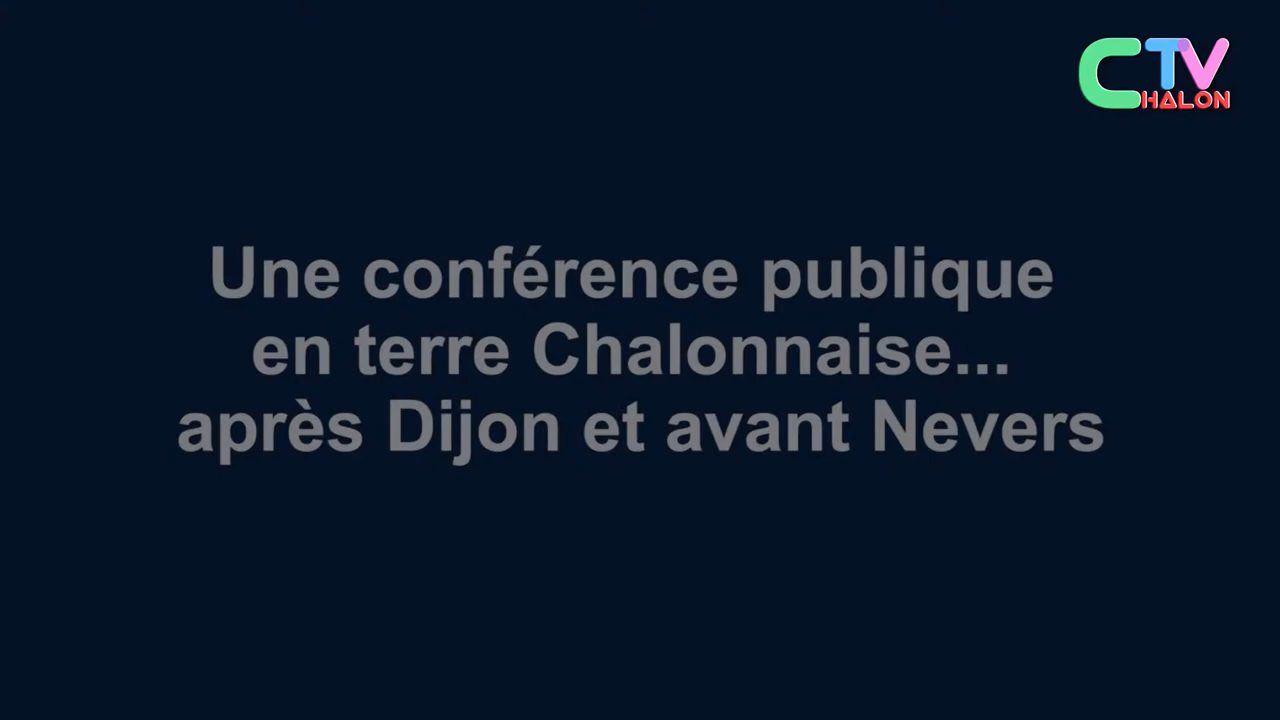 CTV
CHALON
Une conférence publique
en terre Chalonnaise...
après Dijon et avant Nevers